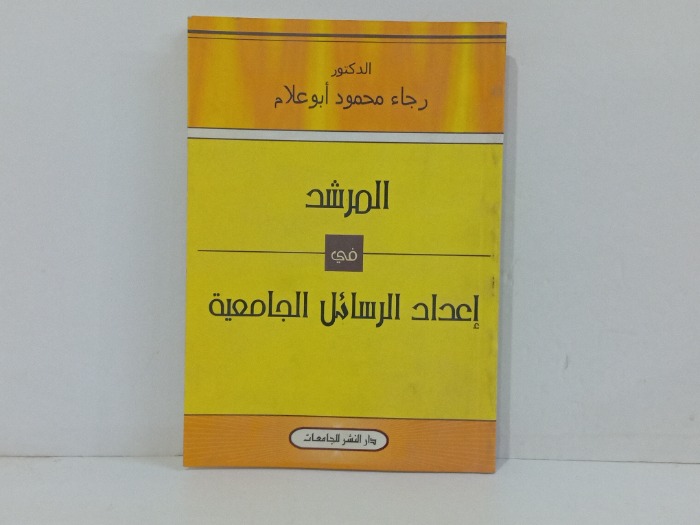 الدكتور
رجاء محمود أبوعلام
المرشد
في
إعداد الرسائل الجامعية
دار النشر للجامعات